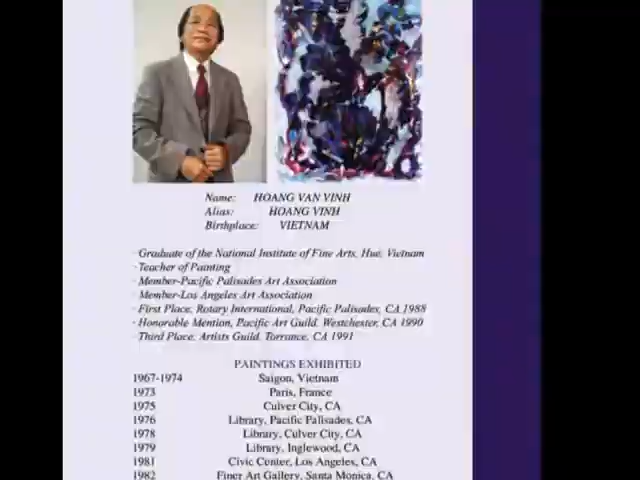 Name: HOANG VAN VINH
Alias: HOANG VINH
Birthplace: VIETNAM
· Graduate of the National Institute of Fine Arts, Hue, Vietnam
· Teacher of Painting
· Member-Pacific Palisades Art Association
· Member-Los Angeles Art Association
· First Place, Rotary International, Pacific Palisades, CA 1988
· Honorable Mention, Pacific Art Guild, Westchester, CA 1990
· Third Place, Artists Guild, Torrance, CA 1991
PAINTINGS EXHIBITED
1967-1974 Saigon, Vietnam
1973 Paris, France
1975 Culver City, CA
1976 Library, Pacific Palisades, CA
1978 Library, Culver City, CA
1979 Library, Inglewood, CA
1981 Civic Center, Los Angeles, CA
1982 Finer Art Gallery, Santa Monica, CA